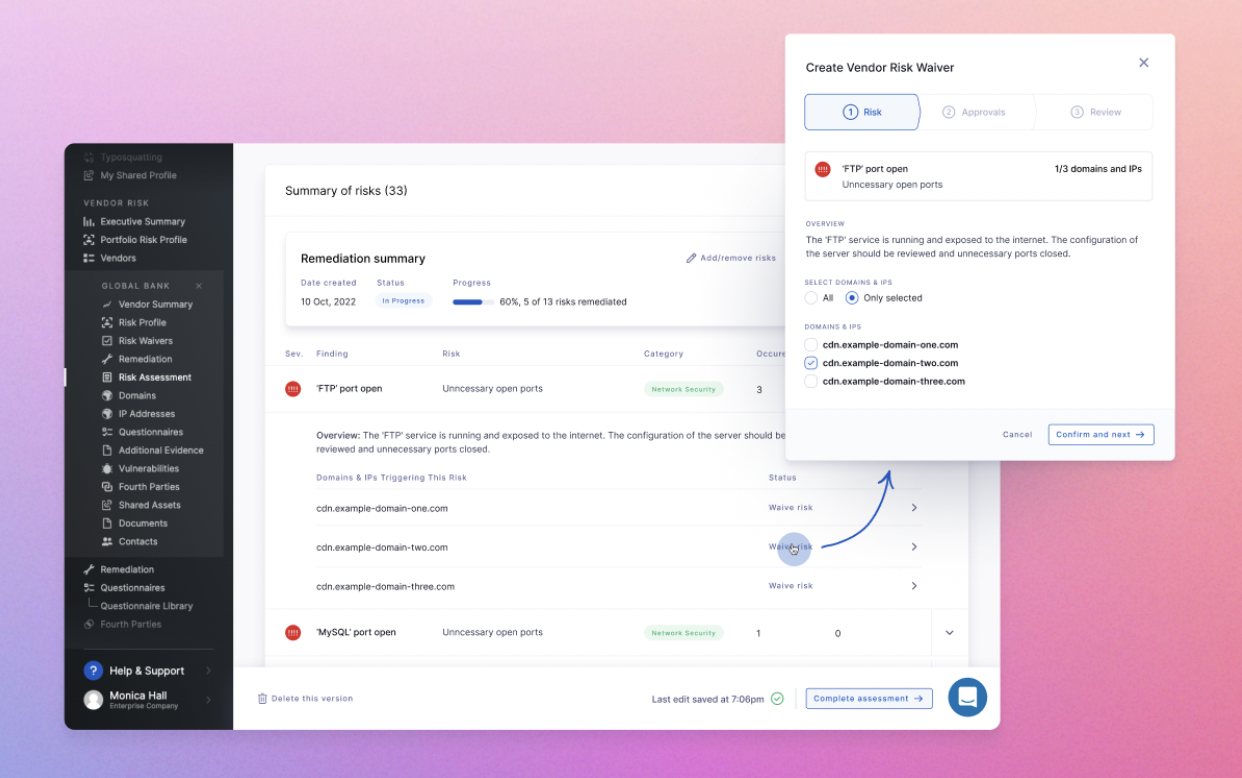 Typosquatting
My Shared Profile
VENDOR RISK
Executive Summary
Portfolio Risk Profile
Vendors
GLOBAL BANK
Vendor Summary
Risk Profile
Risk Waivers
Remediation
Risk Assessment
Domains
IP Addresses
Questionnaires
Additional Evidence
Vulnerabilities
Fourth Parties
Shared Assets
Documents
Contacts
Remediation
Questionnaires
Questionnaire Library
Fourth Parties
? Help & Support
Monica Hall
Enterprise Company
Summary of risks (33)
Remediation summary
Add/remove risks
Date created Status Progress
10 Oct, 2022 In Progress 60%, 5 of 13 risks remediated
Sev. Finding Risk Category
'FTP' port open Unncessary open ports Network Security 3
Overview: The 'FTP' service is running and exposed to the internet. The configuration of the server should be
reviewed and unnecessary ports closed.
Domains & IPs Triggering This Risk Status
cdn.example-domain-one.com Waive risk
cdn.example-domain-two.com Waive risk
cdn.example-domain-three.com Waive risk
'MySQL' port open Unncessary open ports Network Security 1 0
Delete this version
Last edit saved at 7:06pm
Complete assessment →
Create Vendor Risk Waiver
1 Risk 2 Approvals 3 Review
'FTP' port open 1/3 domains and IPs
Unncessary open ports
OVERVIEW
The 'FTP' service is running and exposed to the internet. The configuration of
the server should be reviewed and unnecessary ports closed.
SELECT DOMAINS & IPS
All Only selected
DOMAINS & IPS
cdn.example-domain-one.com
cdn.example-domain-two.com
cdn.example-domain-three.com
Cancel Confirm and next →